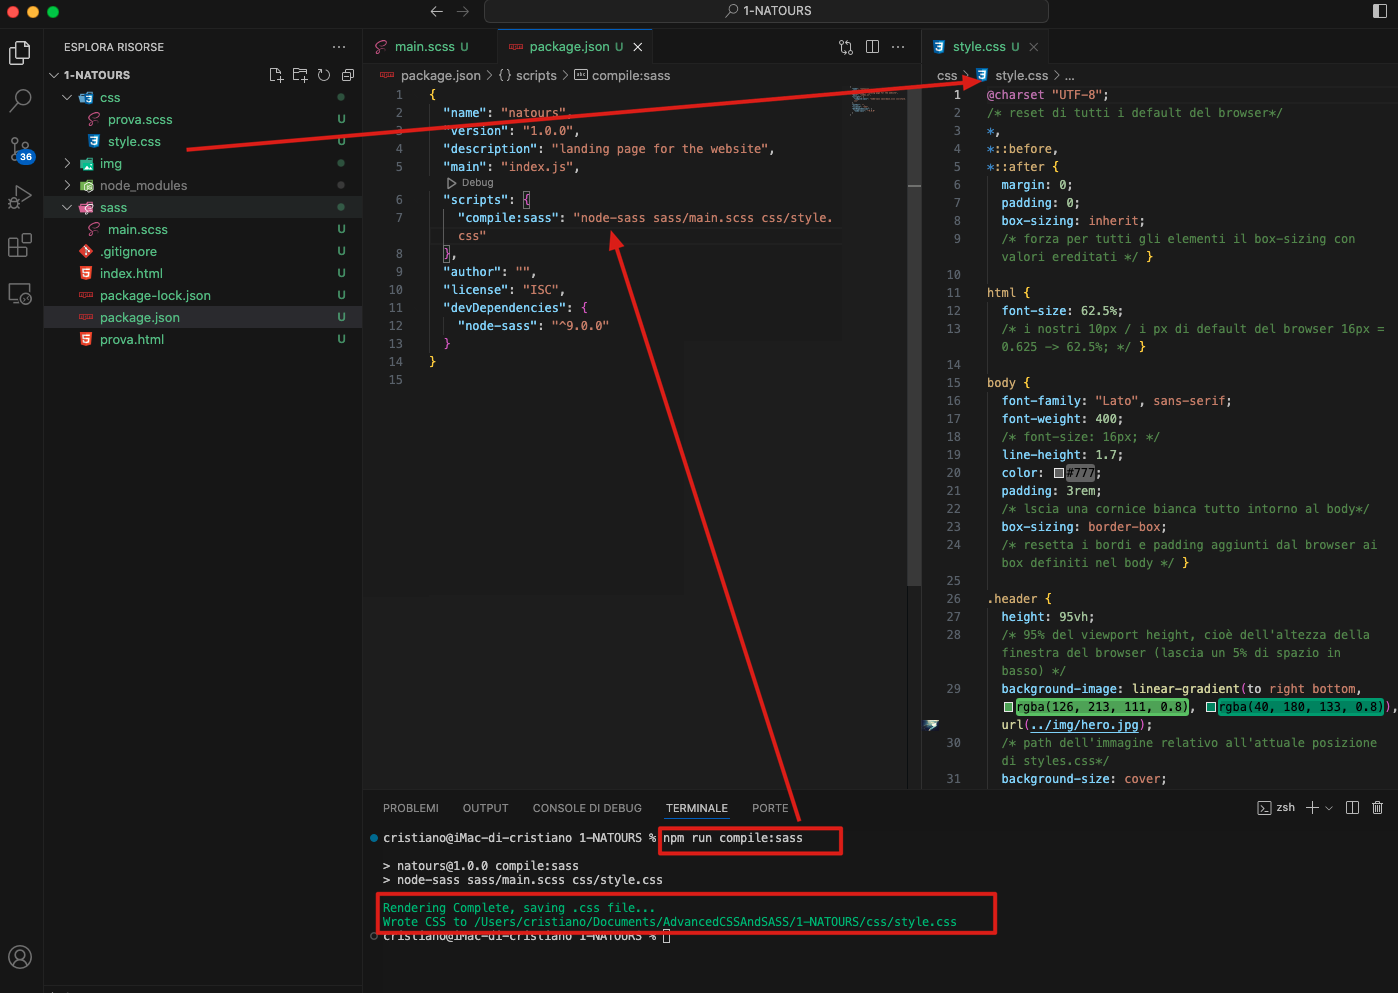 1-NATOURS
ESPLORA RISORSE
1-NATOURS
css
prova.scss U
style.css U
img
node_modules
sass
main.scss U
.gitignore U
index.html U
package-lock.json U
package.json U
prova.html U
36
main.scss U
package.json U
package.json > {} scripts > abc compile:sass
1 {
2 "name": "natours",
3 "version": "1.0.0",
4 "description": "landing page for the website",
5 "main": "index.js",
Debug
6 "scripts": {
7 "compile:sass": "node-sass sass/main.scss css/style.
css"
8 },
9 "author": "",
10 "license": "ISC",
11 "devDependencies": {
12 "node-sass": "^9.0.0"
13 }
14 }
15
style.css U
css > style.css > ...
1 @charset "UTF-8";
2 /* reset di tutti i default del browser*/
3 *,
4 *::before,
5 *::after {
6 margin: 0;
7 padding: 0;
8 box-sizing: inherit;
9 /* forza per tutti gli elementi il box-sizing con
valori ereditati */ }
10
11 html {
12 font-size: 62.5%;
13 /* i nostri 10px / i px di default del browser 16px =
0.625 -> 62.5%; */ }
14
15 body {
16 font-family: "Lato", sans-serif;
17 font-weight: 400;
18 /* font-size: 16px; */
19 line-height: 1.7;
20 color: #777;
21 padding: 3rem;
22 /* lscia una cornice bianca tutto intorno al body*/
23 box-sizing: border-box;
24 /* resetta i bordi e padding aggiunti dal browser ai
box definiti nel body */ }
25
26 .header {
27 height: 95vh;
28 /* 95% del viewport height, cioè dell'altezza della
finestra del browser (lascia un 5% di spazio in
basso) */
29 background-image: linear-gradient(to right bottom,
rgba(126, 213, 111, 0.8), rgba(40, 180, 133, 0.8)),
url(../img/hero.jpg);
30 /* path dell'immagine relativo all'attuale posizione
di styles.css*/
31 background-size: cover;
PROBLEMI OUTPUT CONSOLE DI DEBUG TERMINALE PORTE
zsh
cristiano@iMac-di-cristiano 1-NATOURS % npm run compile:sass
> natours@1.0.0 compile:sass
> node-sass sass/main.scss css/style.css
Rendering Complete, saving .css file...
Wrote CSS to /Users/cristiano/Documents/AdvancedCSSAndSASS/1-NATOURS/css/style.css
cristiano@iMac-di-cristiano 1-NATOURS %